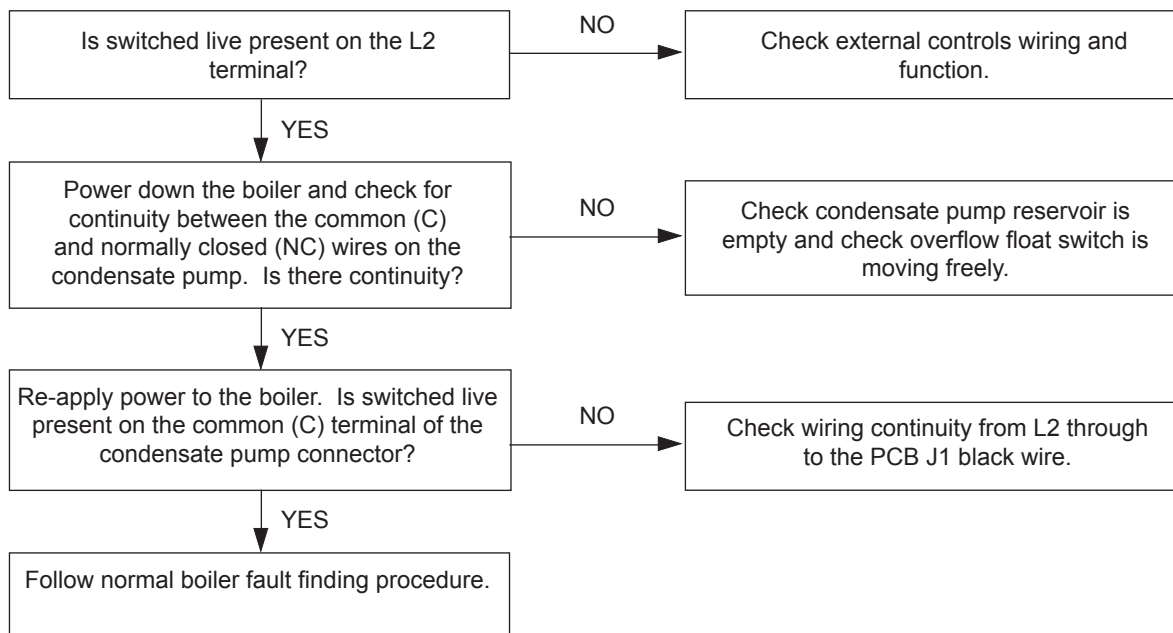 Is switched live present on the L2
terminal?
NO
Check external controls wiring and
function.
YES
Power down the boiler and check for
continuity between the common (C)
and normally closed (NC) wires on the
condensate pump.  Is there continuity?
NO
Check condensate pump reservoir is
empty and check overflow float switch is
moving freely.
YES
Re-apply power to the boiler.  Is switched live
present on the common (C) terminal of the
condensate pump connector?
NO
Check wiring continuity from L2 through
to the PCB J1 black wire.
YES
Follow normal boiler fault finding procedure.